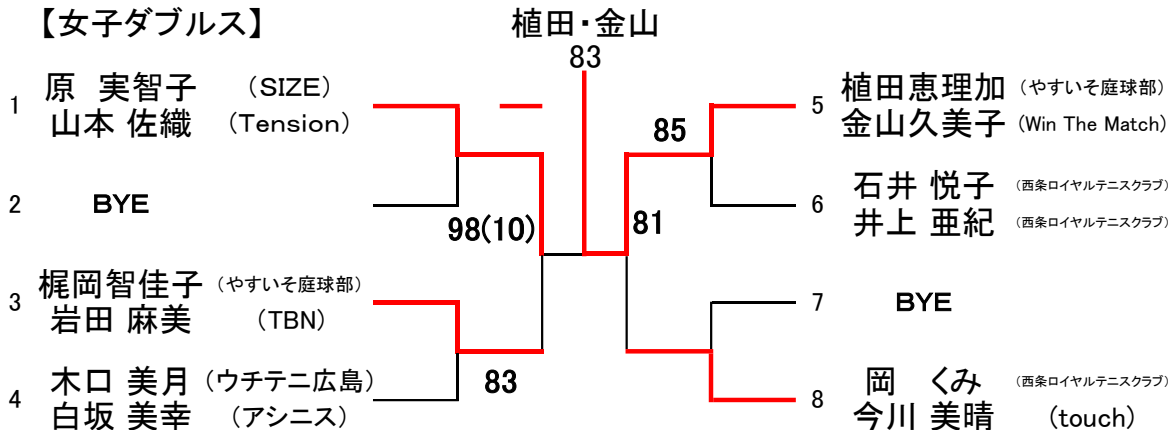 【女子ダブルス】
植田・金山
83
1 原 実智子 (SIZE)
山本 佐織 (Tension)
2 BYE
98(10)
3 梶岡智佳子 (やすいそ庭球部)
岩田 麻美 (TBN)
83
4 木口 美月 (ウチテニ広島)
白坂 美幸 (アシニス)
5 植田恵理加 (やすいそ庭球部)
金山久美子 (Win The Match)
85
6 石井 悦子 (西条ロイヤルテニスクラブ)
井上 亜紀 (西条ロイヤルテニスクラブ)
81
7 BYE
8 岡 くみ (西条ロイヤルテニスクラブ)
今川 美晴 (touch)